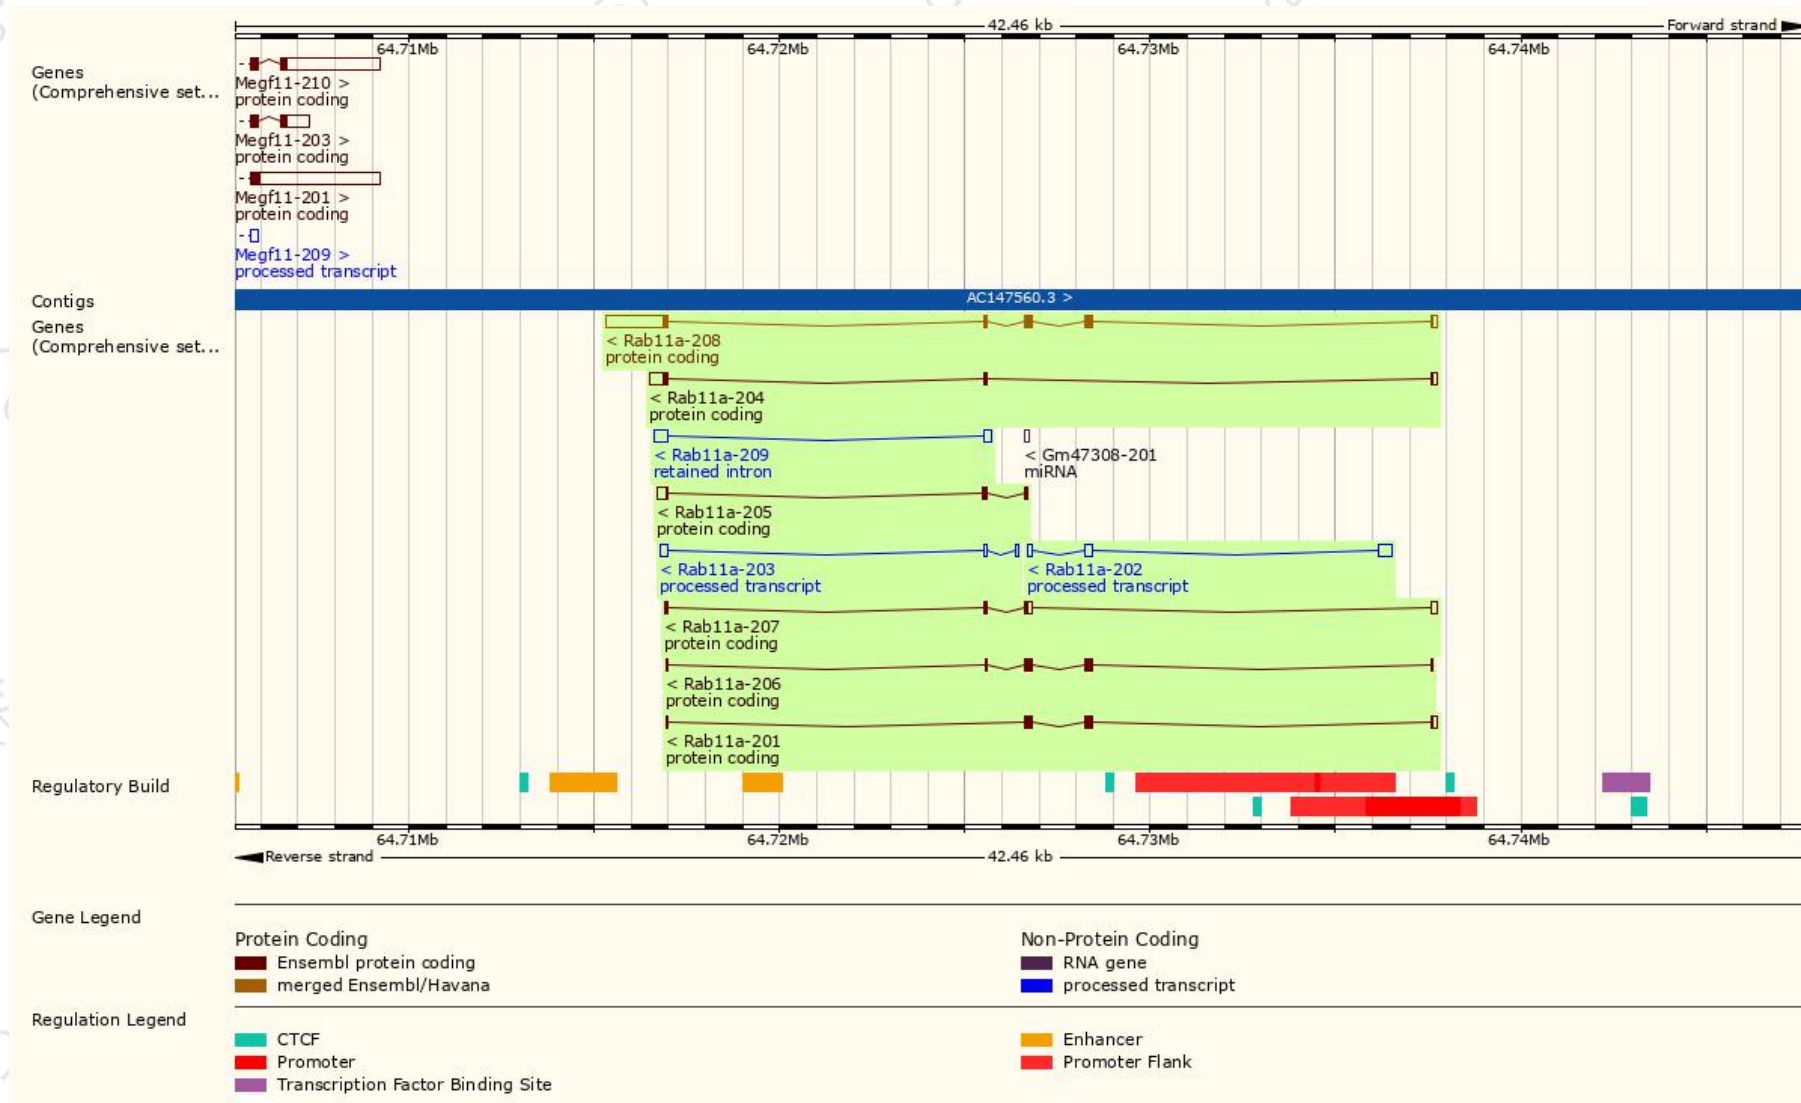 42.46 kb
Forward strand
64.71Mb 64.72Mb 64.73Mb 64.74Mb
Genes
(Comprehensive set...
Megf11-210 >
protein coding
Megf11-203 >
protein coding
Megf11-201 >
protein coding
Megf11-209 >
processed transcript
Contigs
AC147560.3 >
Genes
(Comprehensive set...
< Rab11a-208
protein coding
< Rab11a-204
protein coding
< Rab11a-209
retained intron
< Gm47308-201
miRNA
< Rab11a-205
protein coding
< Rab11a-203
processed transcript
< Rab11a-202
processed transcript
< Rab11a-207
protein coding
< Rab11a-206
protein coding
< Rab11a-201
protein coding
Regulatory Build
64.71Mb 64.72Mb 64.73Mb 64.74Mb
Reverse strand
42.46 kb
Gene Legend
Protein Coding
Ensembl protein coding
merged Ensembl/Havana
Non-Protein Coding
RNA gene
processed transcript
Regulation Legend
CTCF
Promoter
Transcription Factor Binding Site
Enhancer
Promoter Flank